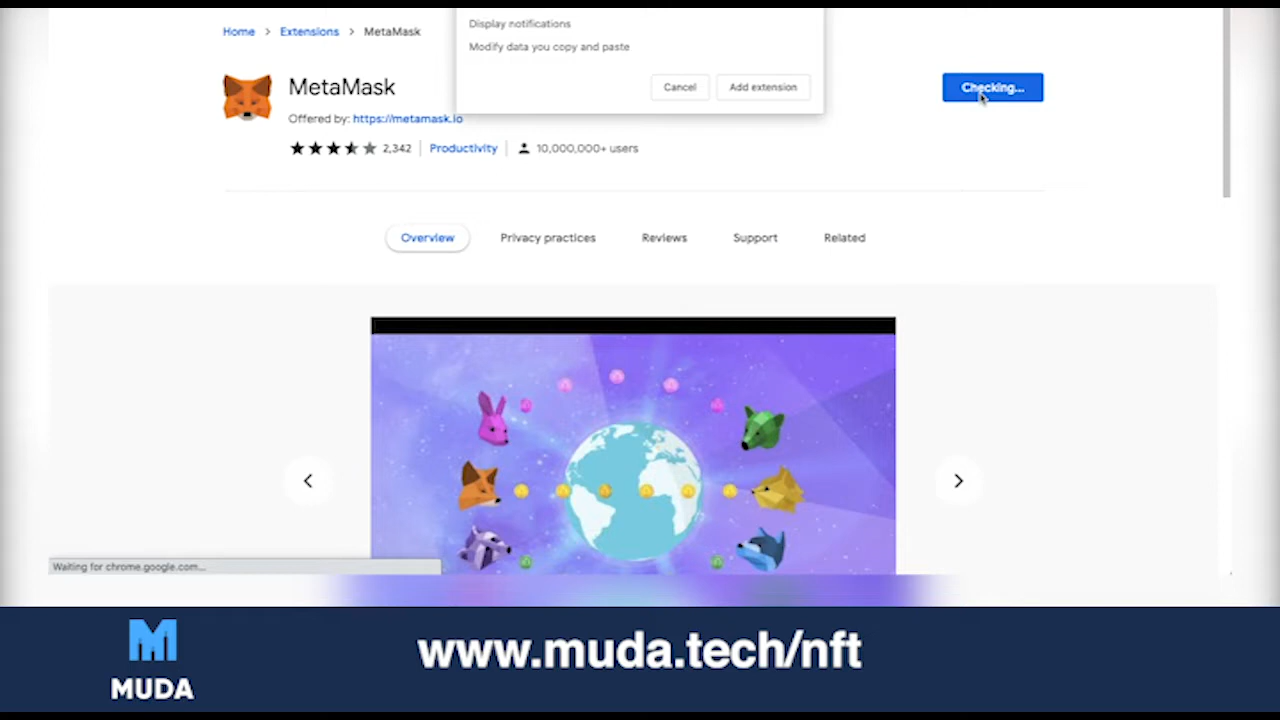 Display notifications
Modify data you copy and paste
Cancel
Add extension
Home > Extensions > MetaMask
MetaMask
Checking...
Offered by: https://metamask.io
2,342
Productivity
10,000,000+ users
Overview
Privacy practices
Reviews
Support
Related
Waiting for chrome.google.com...
MUDA
www.muda.tech/nft